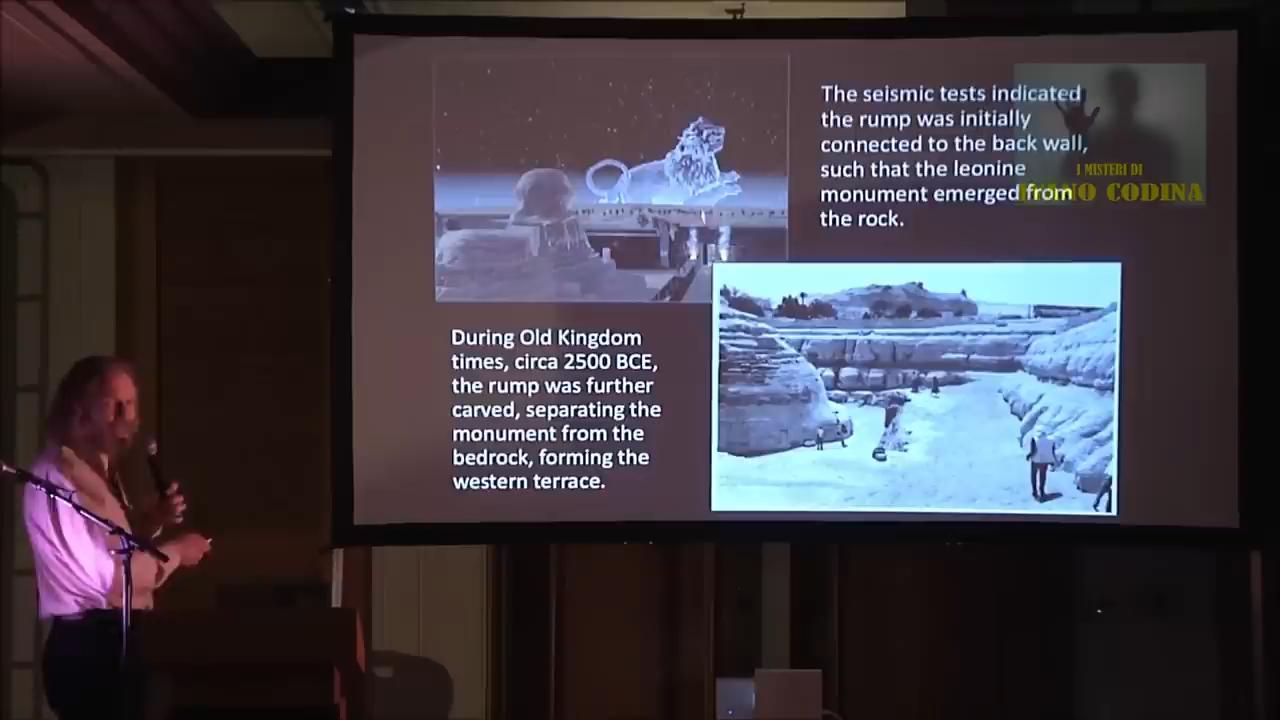 The seismic tests indicated
the rump was initially
connected to the back wall,
such that the leonine
monument emerged from
the rock.
I MISTERI DI
CODINA
During Old Kingdom
times, circa 2500 BCE,
the rump was further
carved, separating the
monument from the
bedrock, forming the
western terrace.